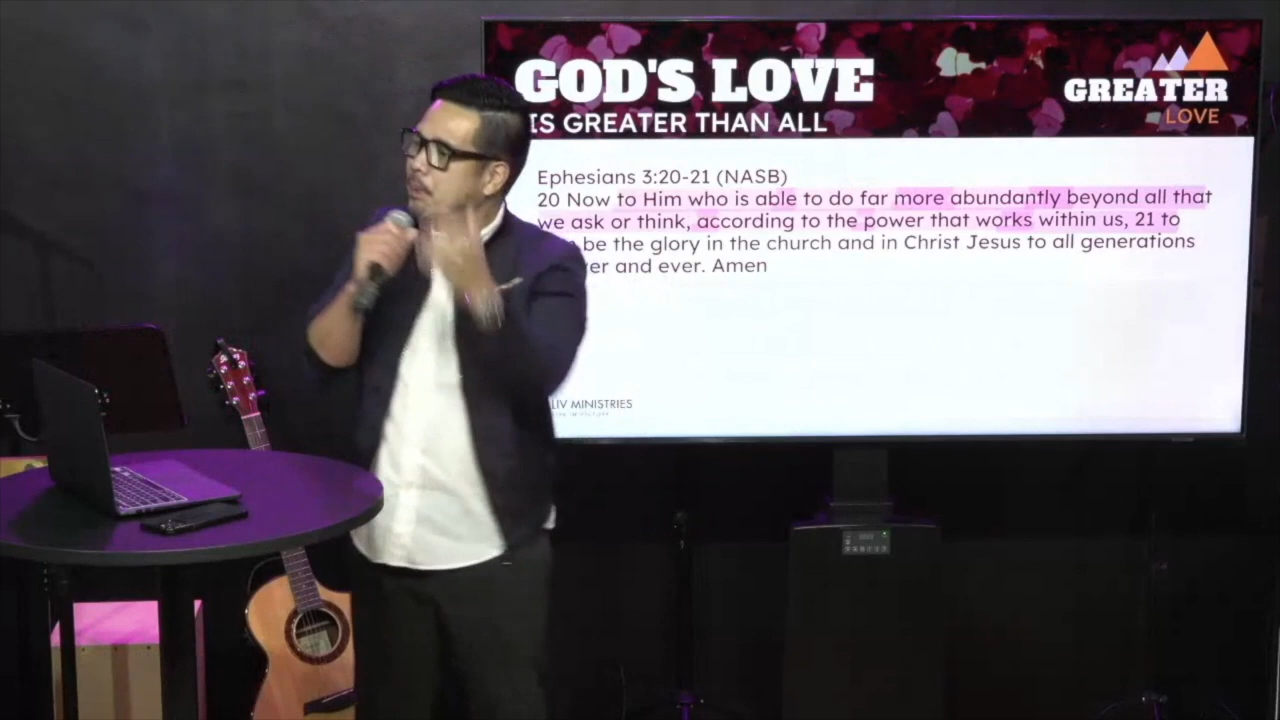 GOD'S LOVE
IS GREATER THAN ALL
GREATER
LOVE
Ephesians 3:20-21 (NASB)
20 Now to Him who is able to do far more abundantly beyond all that
we ask or think, according to the power that works within us, 21 to
be the glory in the church and in Christ Jesus to all generations
and ever. Amen
LIV MINISTRIES